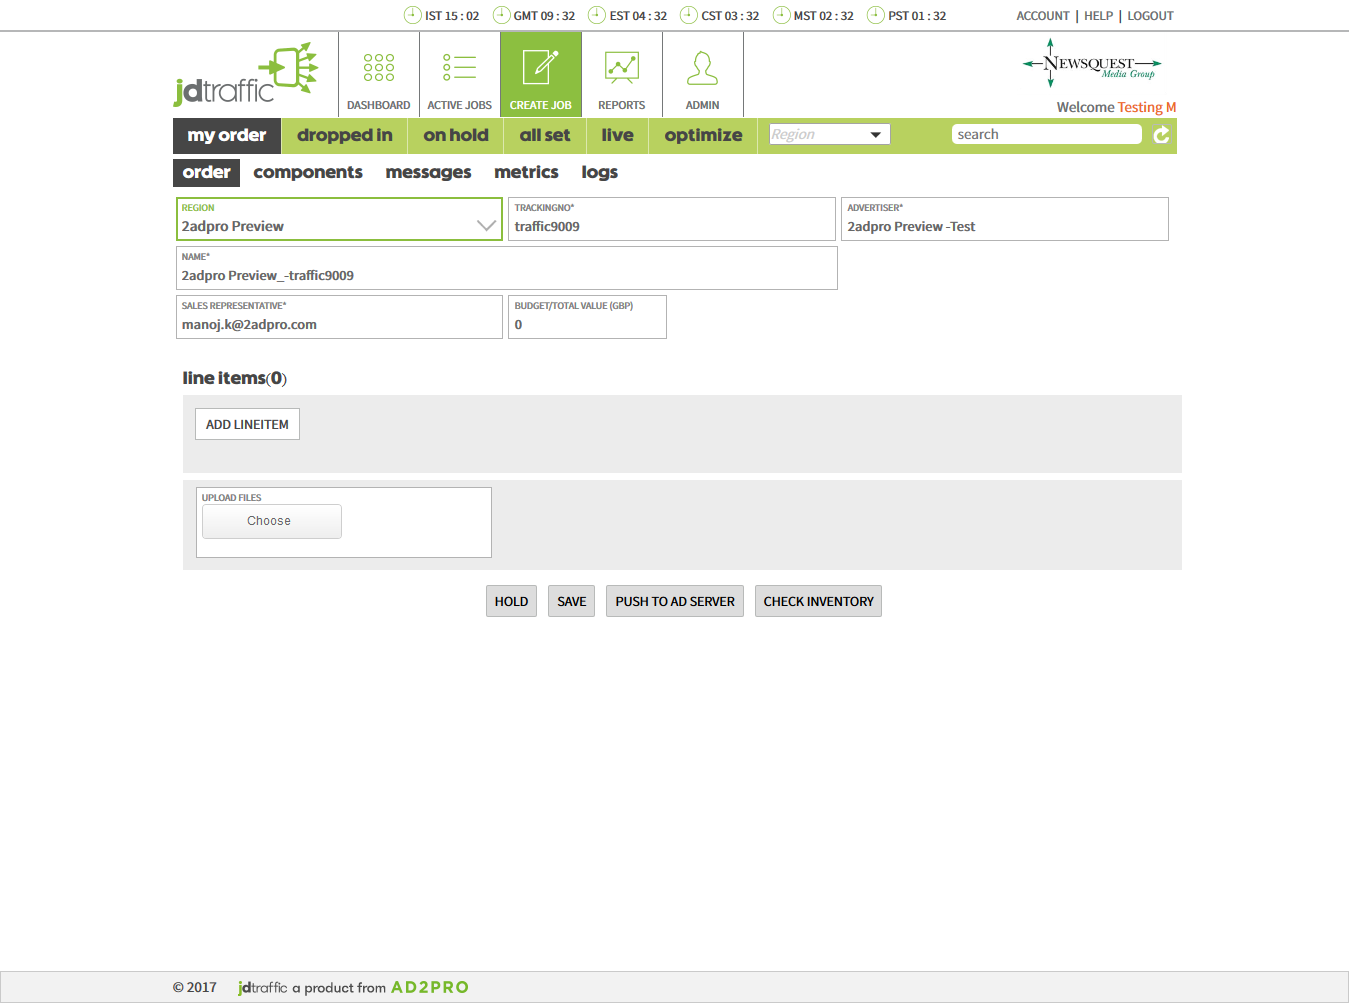 IST 15 : 02 GMT 09 : 32 EST 04 : 32 CST 03 : 32 MST 02 : 32 PST 01 : 32 ACCOUNT | HELP | LOGOUT
jdtraffic
DASHBOARD ACTIVE JOBS CREATE JOB REPORTS ADMIN
NEWSQUEST
Media Group
Welcome Testing M
my order dropped in on hold all set live optimize Region search
order components messages metrics logs
REGION TRACKINGNO* ADVERTISER*
2adpro Preview traffic9009 2adpro Preview -Test
NAME*
2adpro Preview_-traffic9009
SALES REPRESENTATIVE* BUDGET/TOTAL VALUE (GBP)
manoj.k@2adpro.com 0
line items(0)
ADD LINEITEM
UPLOAD FILES
Choose
HOLD SAVE PUSH TO AD SERVER CHECK INVENTORY
© 2017 jdtraffic a product from AD2PRO